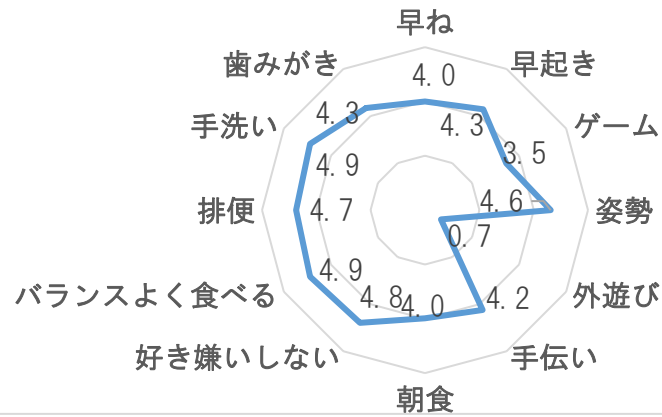 早ね
歯みがき
早起き
4.0
4.3
4.3
手洗い
ゲーム
3.5
4.9
排便
4.7
4.6
姿勢
0.7
4.9
バランスよく食べる
4.8
4.0
4.2
外遊び
好き嫌いしない
手伝い
朝食